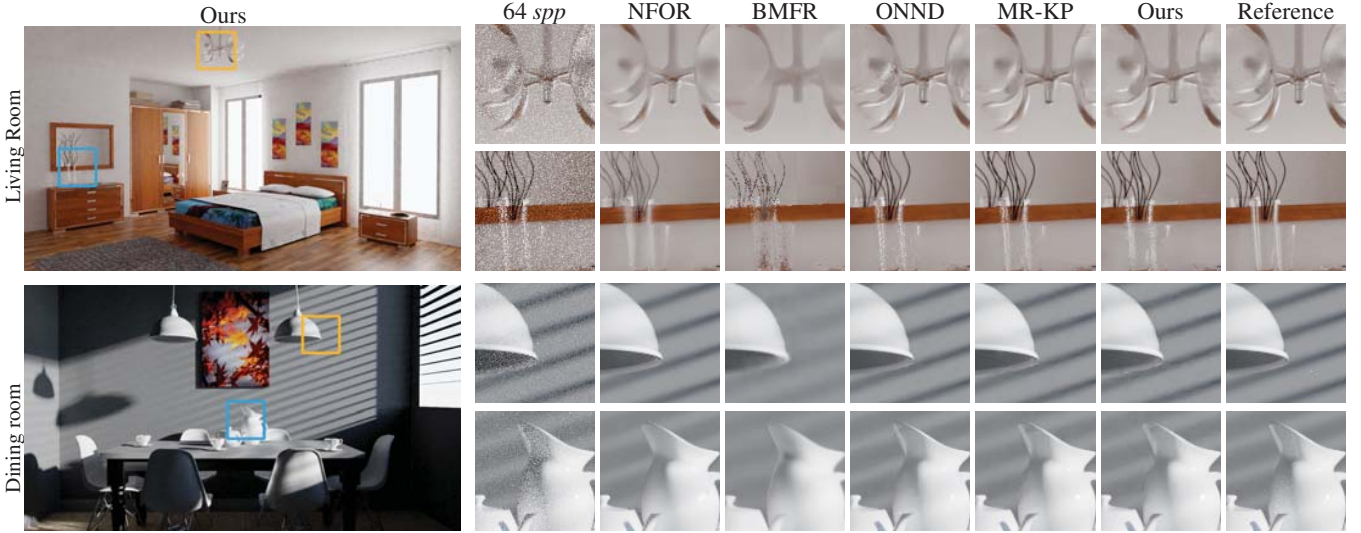 Ours
64 spp NFOR BMFR ONND MR-KP Ours Reference
Living Room
Dining room